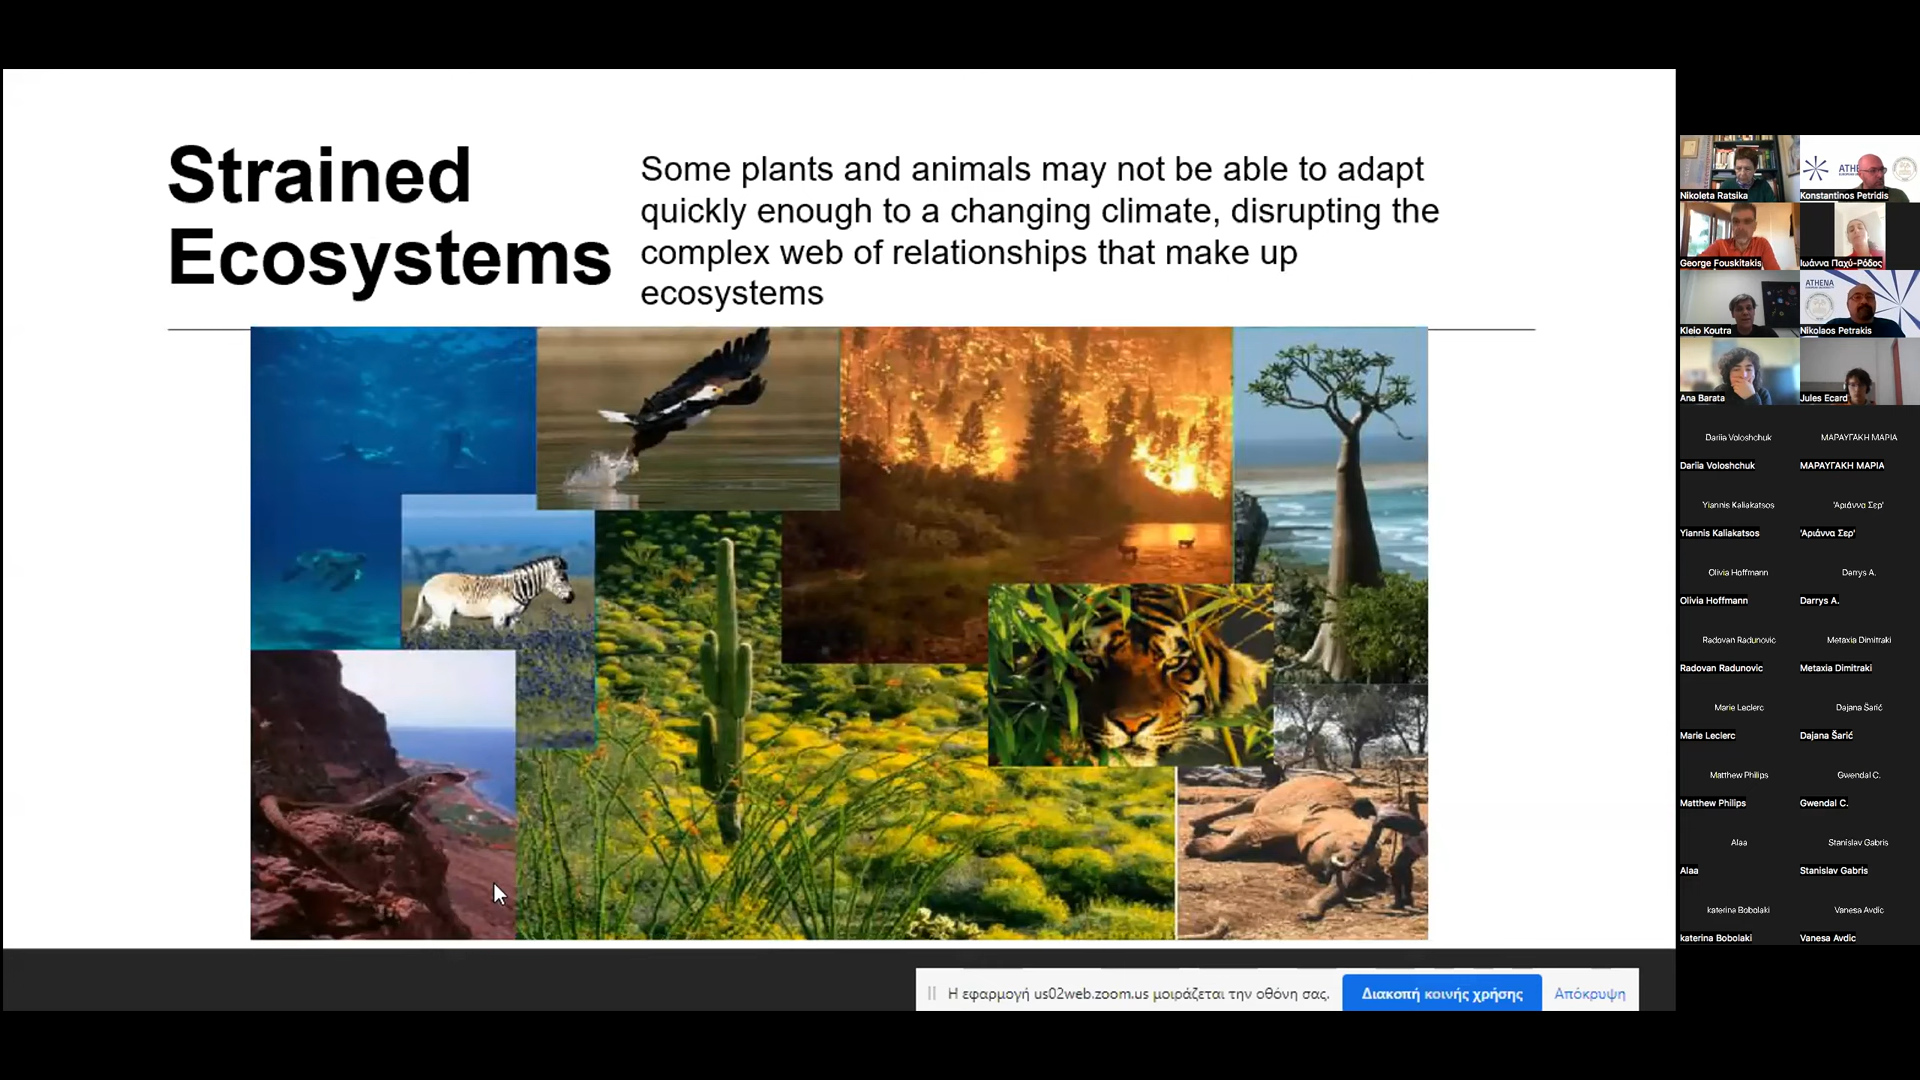 Strained
Ecosystems
Some plants and animals may not be able to adapt
quickly enough to a changing climate, disrupting the
complex web of relationships that make up
ecosystems
Nikoleta Ratsika
ATHE
Konstantinos Petridis
George Fouskitakis
Ιωάννα Παχύ-Ρόδος
Kleio Koutra
ATHENA
Nikolaos Petrakis
Ana Barata
Jules Ecard
Dariia Voloshchuk
ΜΑΡΑΥΓΑΚΗ ΜΑΡΙΑ
Dariia Voloshchuk
ΜΑΡΑΥΓΑΚΗ ΜΑΡΙΑ
Yiannis Kaliakatsos
'Αριάννα Σερ'
Yiannis Kaliakatsos
'Αριάννα Σερ'
Olivia Hoffmann
Darrys A.
Olivia Hoffmann
Darrys A.
Radovan Radunovic
Metaxia Dimitraki
Radovan Radunovic
Metaxia Dimitraki
Marie Leclerc
Dajana Šarić
Marie Leclerc
Dajana Šarić
Matthew Philips
Gwendal C.
Matthew Philips
Gwendal C.
Alaa
Stanislav Gabris
Alaa
Stanislav Gabris
katerina Bobolaki
Vanesa Avdic
katerina Bobolaki
Vanesa Avdic
Η εφαρμογή us02web.zoom.us μοιράζεται την οθόνη σας.
Διακοπή κοινής χρήσης
Απόκρυψη